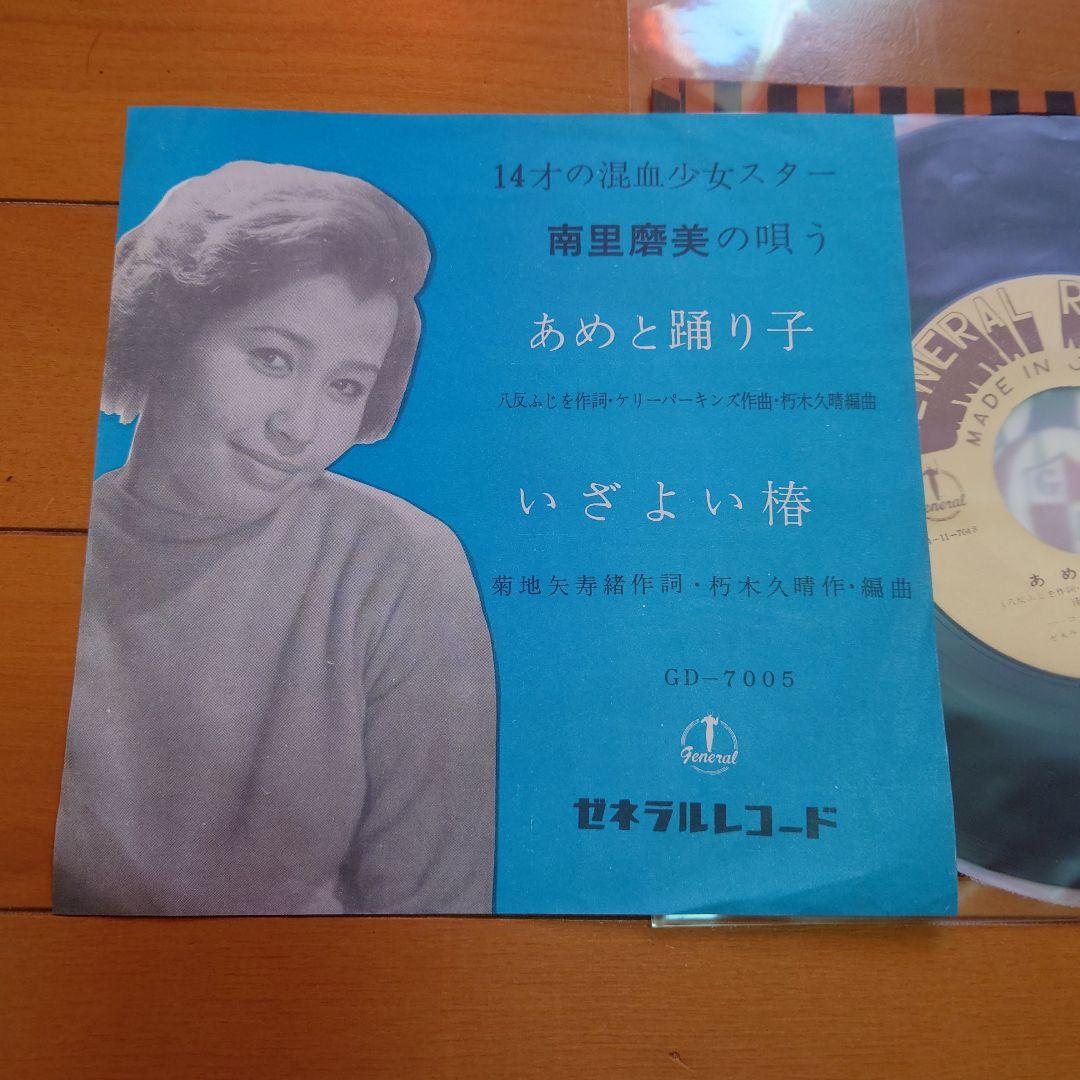 14才の混血少女スター
南里磨美の唄う
あめと踊り子
八反ふじを作詞・ケリーパーキンズ作曲・朽木久晴編曲
いざよい椿
菊地矢寿緒作詞・朽木久晴作・編曲
GD-7005
General
ゼネラルレコード
MADE IN
あめ